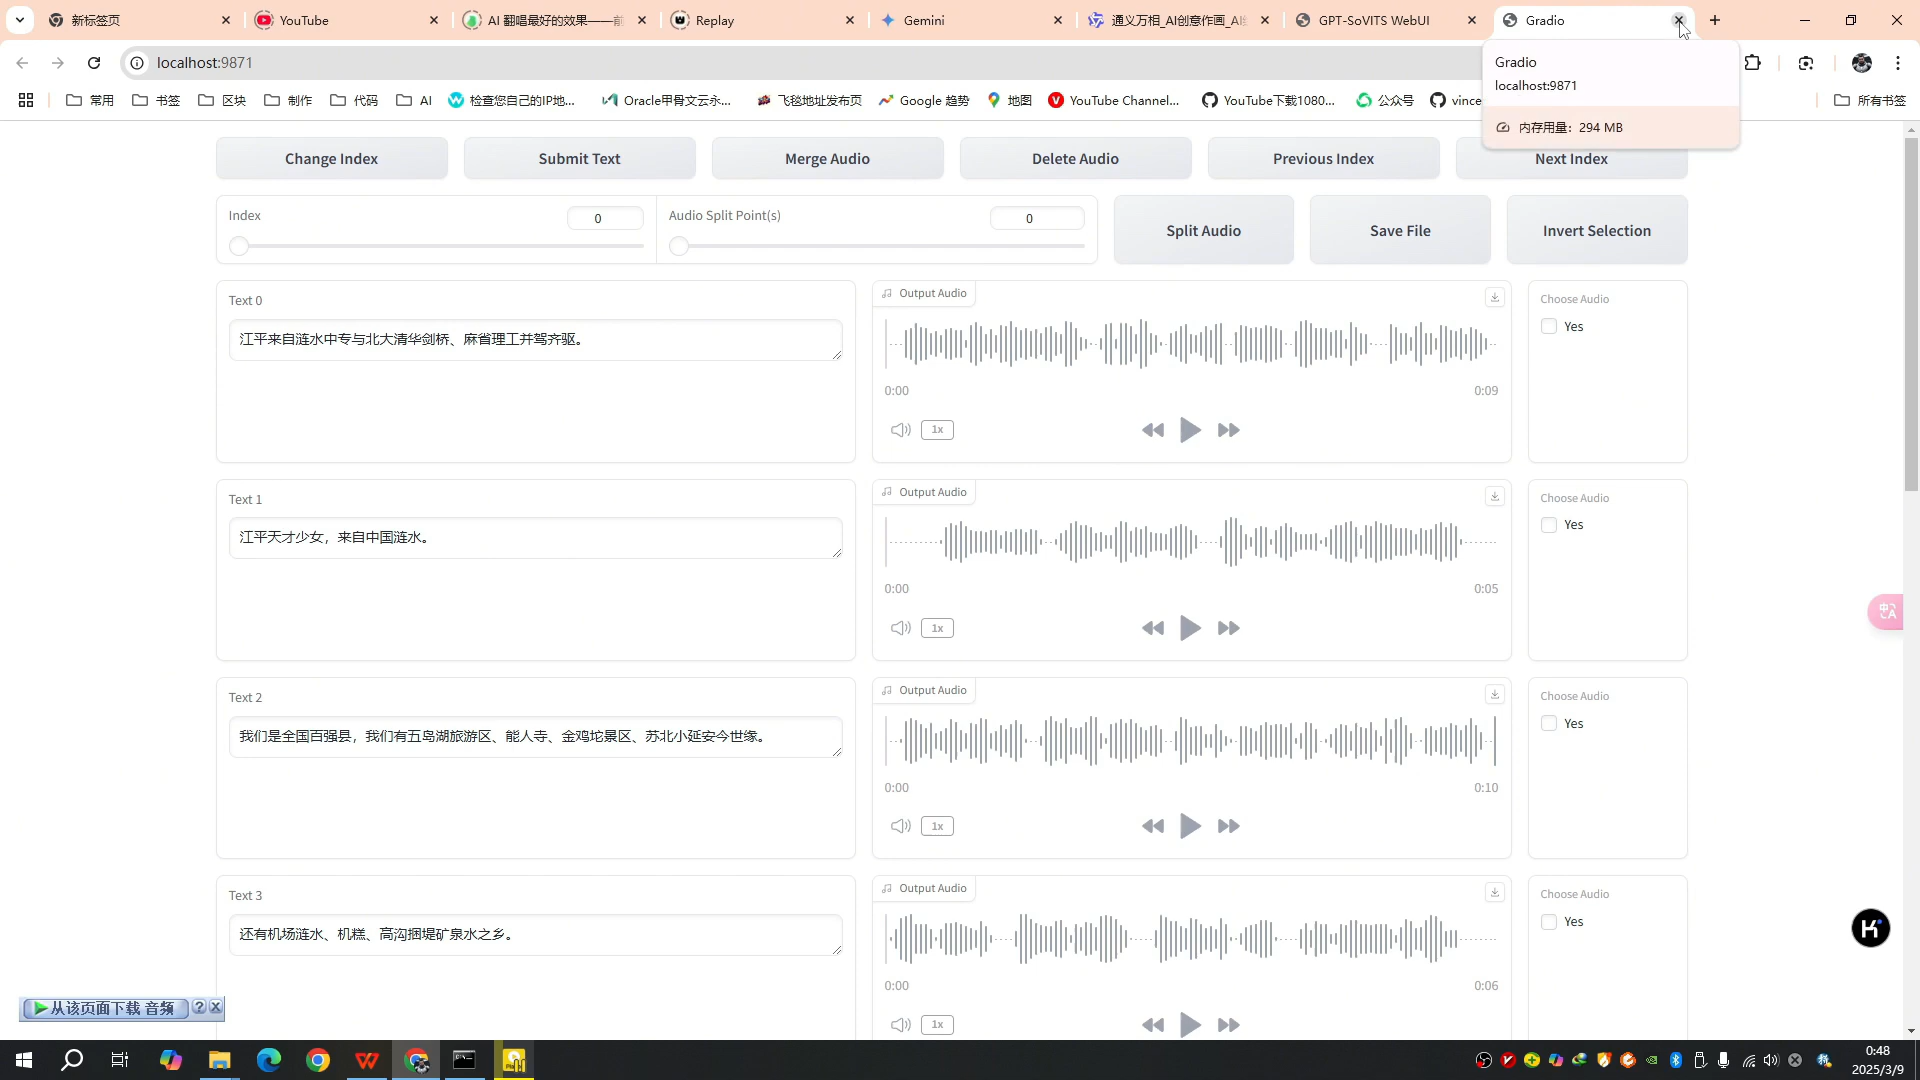 新标签页
YouTube
AI 翻唱最好的效果——前
Replay
Gemini
通义万相_AI创意作画_AI
GPT-SoVITS WebUI
Gradio
localhost:9871
Gradio
localhost:9871
内存用量：294 MB
常用
书签
区块
制作
代码
AI
检查您自己的IP地...
Oracle甲骨文云永...
飞毯地址发布页
Google 趋势
地图
YouTube Channel...
YouTube下载1080...
公众号
vince
所有书签
Change Index
Submit Text
Merge Audio
Delete Audio
Previous Index
Next Index
Index
0
Audio Split Point(s)
0
Split Audio
Save File
Invert Selection
Text 0
江平来自涟水中专与北大清华剑桥、麻省理工并驾齐驱。
Output Audio
0:00
0:09
1x
Choose Audio
Yes
Text 1
江平天才少女，来自中国涟水。
Output Audio
0:00
0:05
1x
Choose Audio
Yes
Text 2
我们是全国百强县，我们有五岛湖旅游区、能人寺、金鸡坨景区、苏北小延安今世缘。
Output Audio
0:00
0:10
1x
Choose Audio
Yes
Text 3
还有机场涟水、机糕、高沟捆堤矿泉水之乡。
Output Audio
0:00
0:06
1x
Choose Audio
Yes
从该页面下载 音频
0:48
2025/3/9